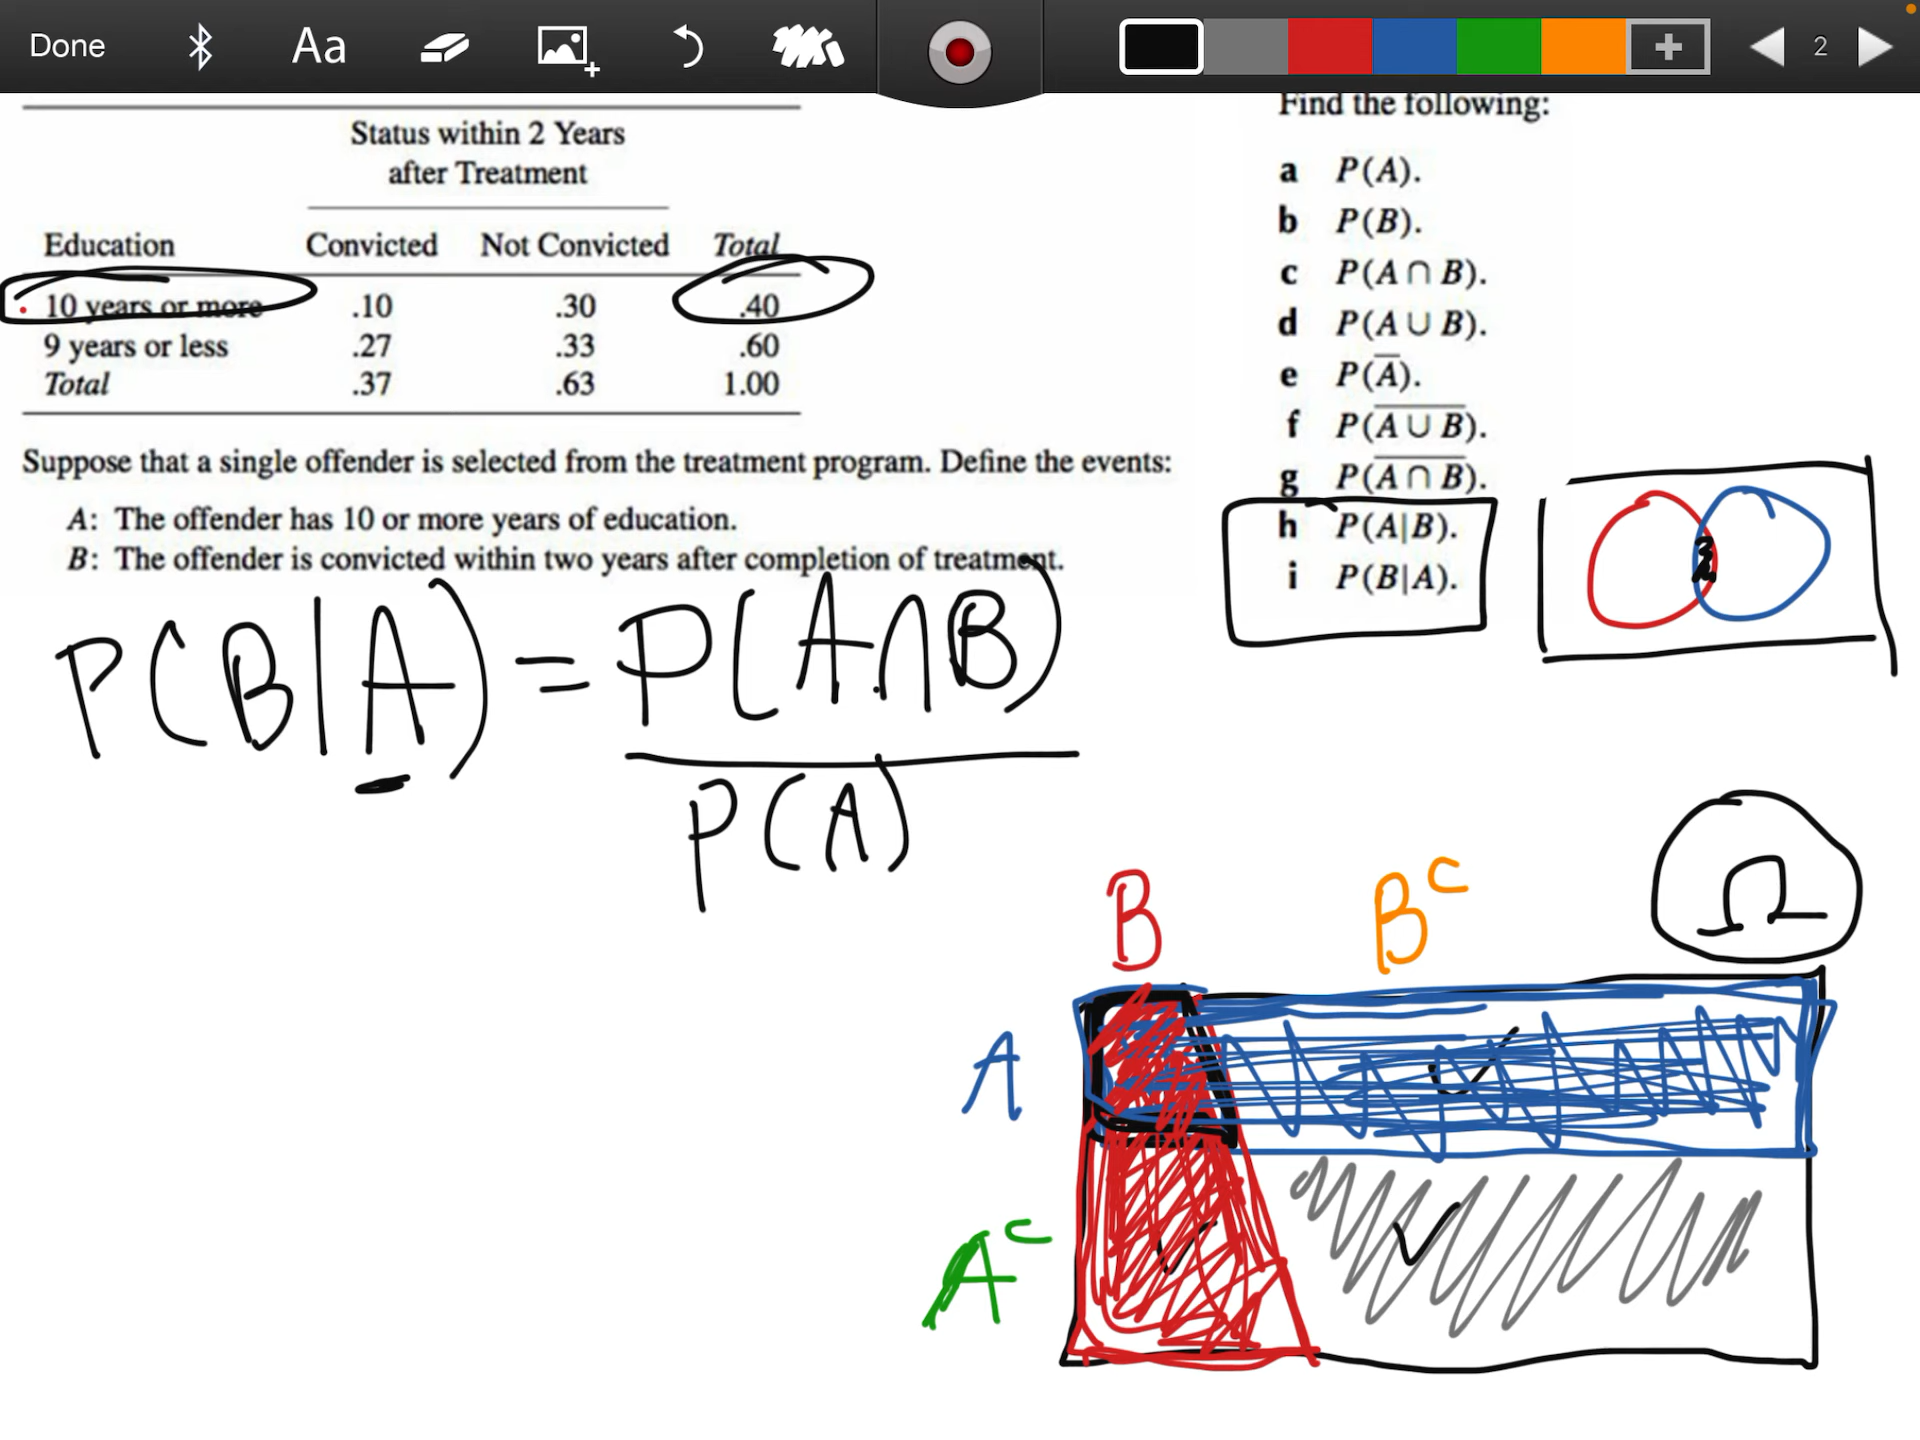 Done Aa 2
Status within 2 Years
after Treatment
Education Convicted Not Convicted Total
10 years or more .10 .30 .40
9 years or less .27 .33 .60
Total .37 .63 1.00
Suppose that a single offender is selected from the treatment program. Define the events:
A: The offender has 10 or more years of education.
B: The offender is convicted within two years after completion of treatment.
Find the following:
a P(A).
b P(B).
c P(A ∩ B).
d P(A ∪ B).
e P(A̅).
f P(A̅ ̅∪̅ ̅B̅).
g P(A̅ ̅∩̅ ̅B̅).
h P(A|B).
i P(B|A).
P(B|A) = P(A∩B)
P(A)
Ω
B B^c
A
A^c